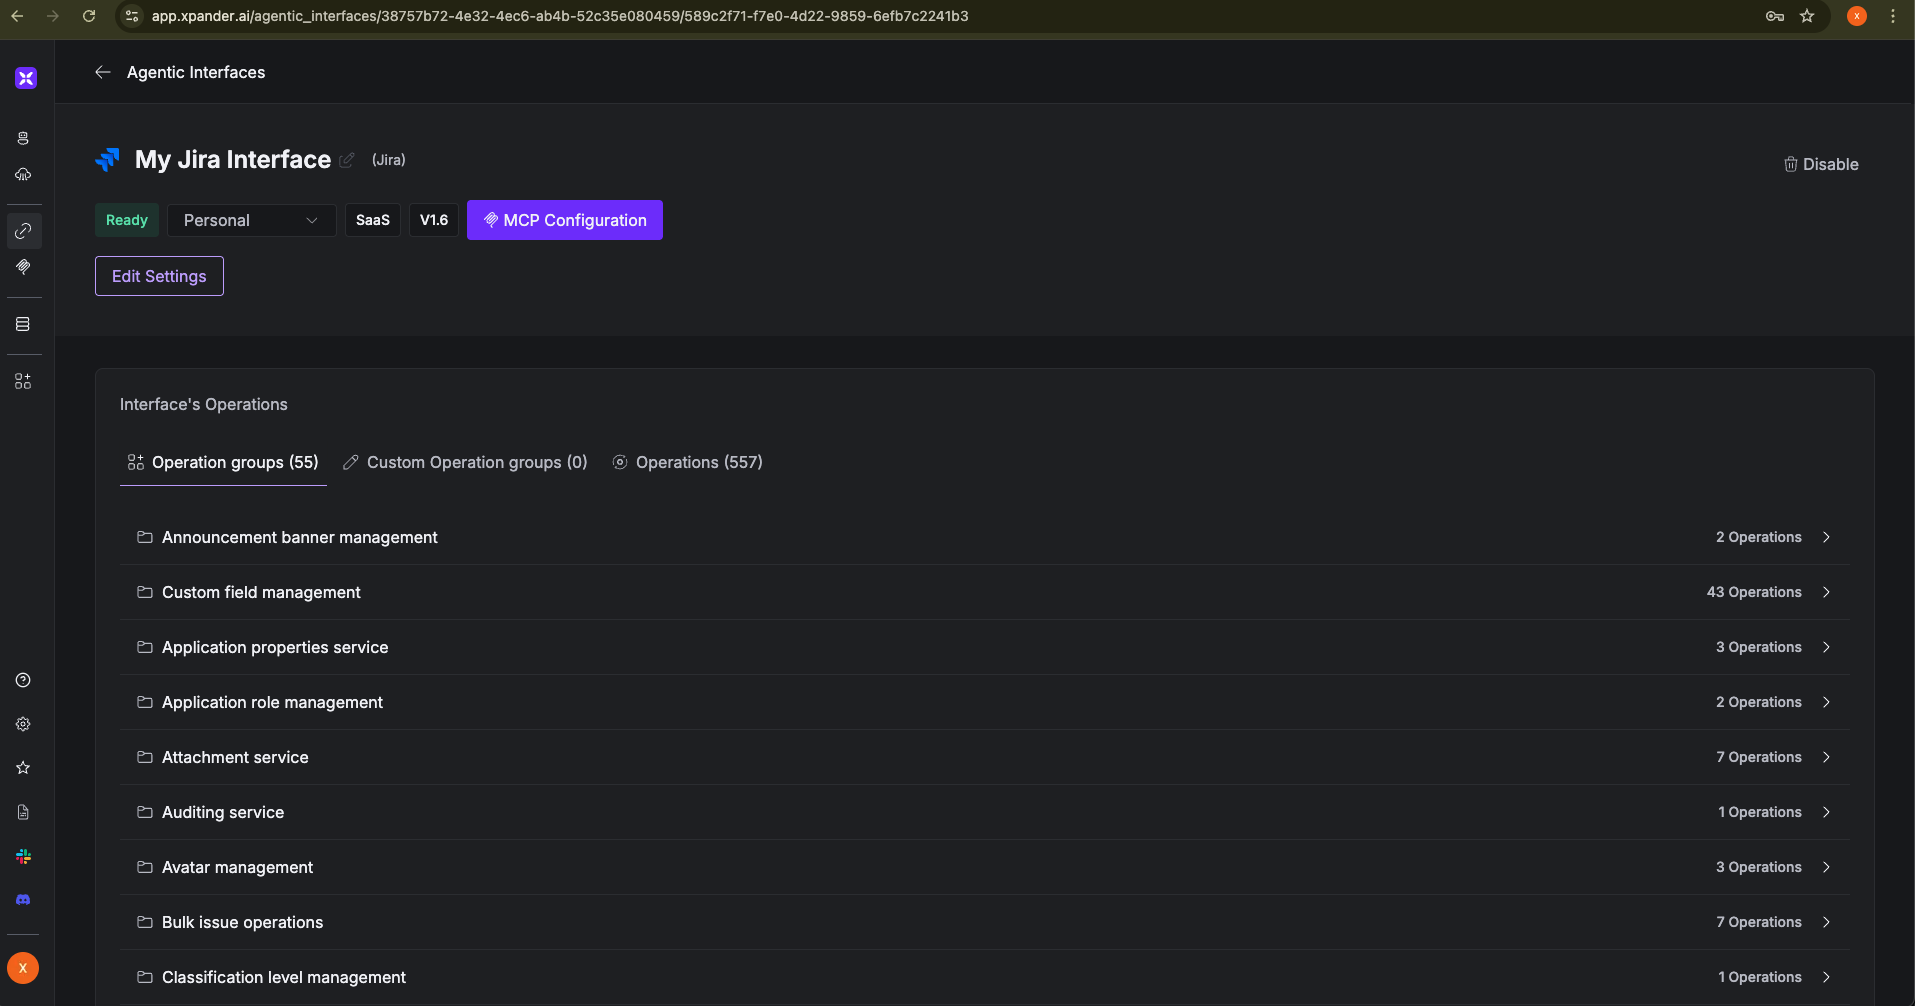 app.xpander.ai/agentic_interfaces/38757b72-4e32-4ec6-ab4b-52c35e080459/589c2f71-f7e0-4d22-9859-6efb7c2241b3
x
Agentic Interfaces
My Jira Interface (Jira)
Disable
Ready Personal SaaS V1.6 MCP Configuration
Edit Settings
Interface's Operations
Operation groups (55) Custom Operation groups (0) Operations (557)
Announcement banner management 2 Operations
Custom field management 43 Operations
Application properties service 3 Operations
Application role management 2 Operations
Attachment service 7 Operations
Auditing service 1 Operations
Avatar management 3 Operations
Bulk issue operations 7 Operations
Classification level management 1 Operations
X